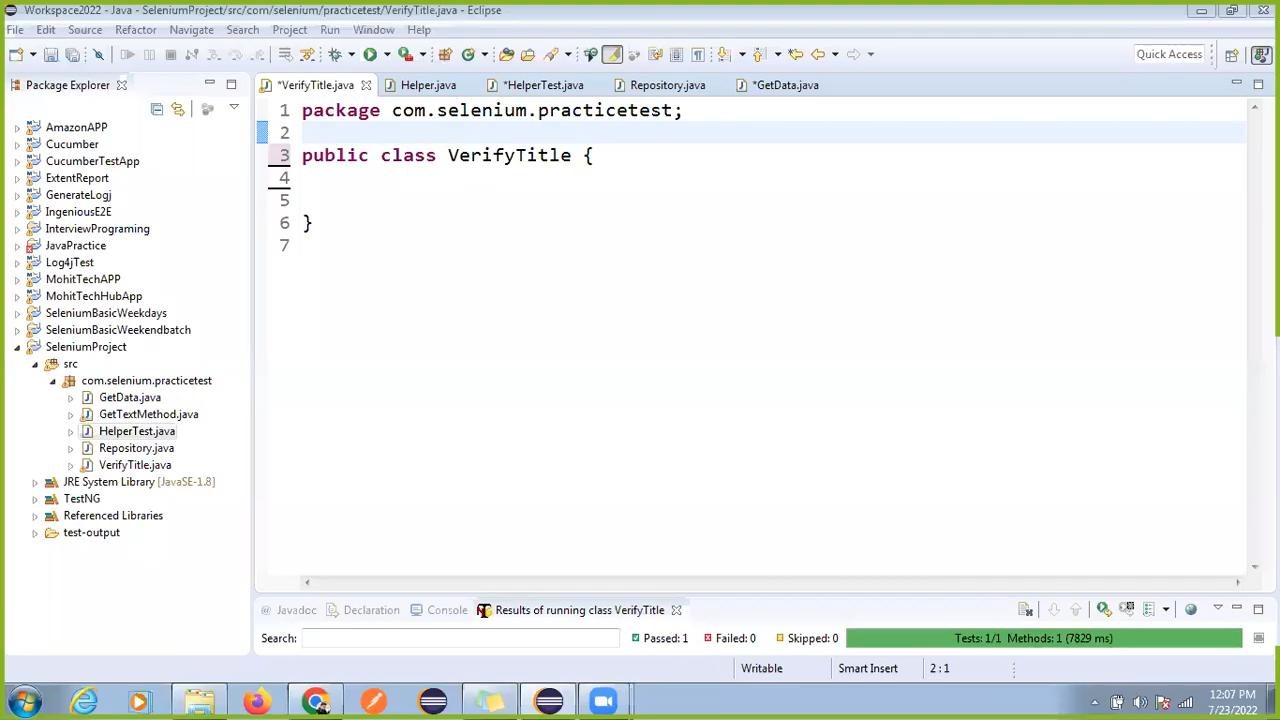 Workspace2022 - Java - SeleniumProject/src/com/selenium/practicetest/VerifyTitle.java - Eclipse
File Edit Source Refactor Navigate Search Project Run Window Help
Quick Access
Package Explorer
*VerifyTitle.java Helper.java *HelperTest.java Repository.java *GetData.java
AmazonAPP
Cucumber
CucumberTestApp
ExtentReport
GenerateLogj
IngeniousE2E
InterviewPrograming
JavaPractice
Log4jTest
MohitTechAPP
MohitTechHubApp
SeleniumBasicWeekdays
SeleniumBasicWeekendbatch
SeleniumProject
src
com.selenium.practicetest
GetData.java
GetTextMethod.java
HelperTest.java
Repository.java
VerifyTitle.java
JRE System Library [JavaSE-1.8]
TestNG
Referenced Libraries
test-output
1 package com.selenium.practicetest;
2
3 public class VerifyTitle {
4
5
6 }
7
@ Javadoc Declaration Console Results of running class VerifyTitle
Search: Passed: 1 Failed: 0 Skipped: 0 Tests: 1/1 Methods: 1 (7829 ms)
Writable Smart Insert 2 : 1
12:07 PM
7/23/2022